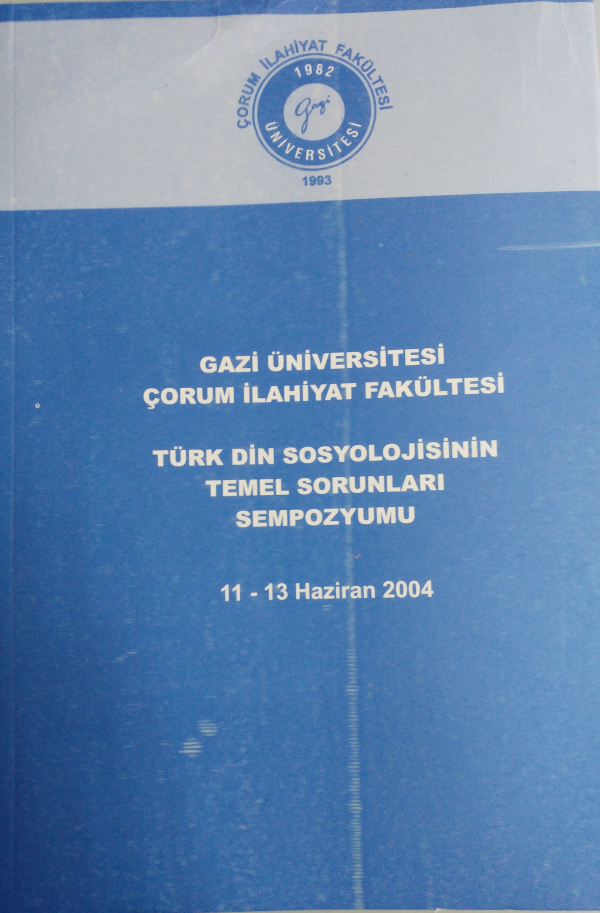 ÇORUM İLAHİYAT FAKÜLTESİ
1982
Gazi
ÜNİVERSİTESİ
1993
GAZİ ÜNİVERSİTESİ
ÇORUM İLAHİYAT FAKÜLTESİ
TÜRK DİN SOSYOLOJİSİNİN
TEMEL SORUNLARI
SEMPOZYUMU
11 - 13 Haziran 2004